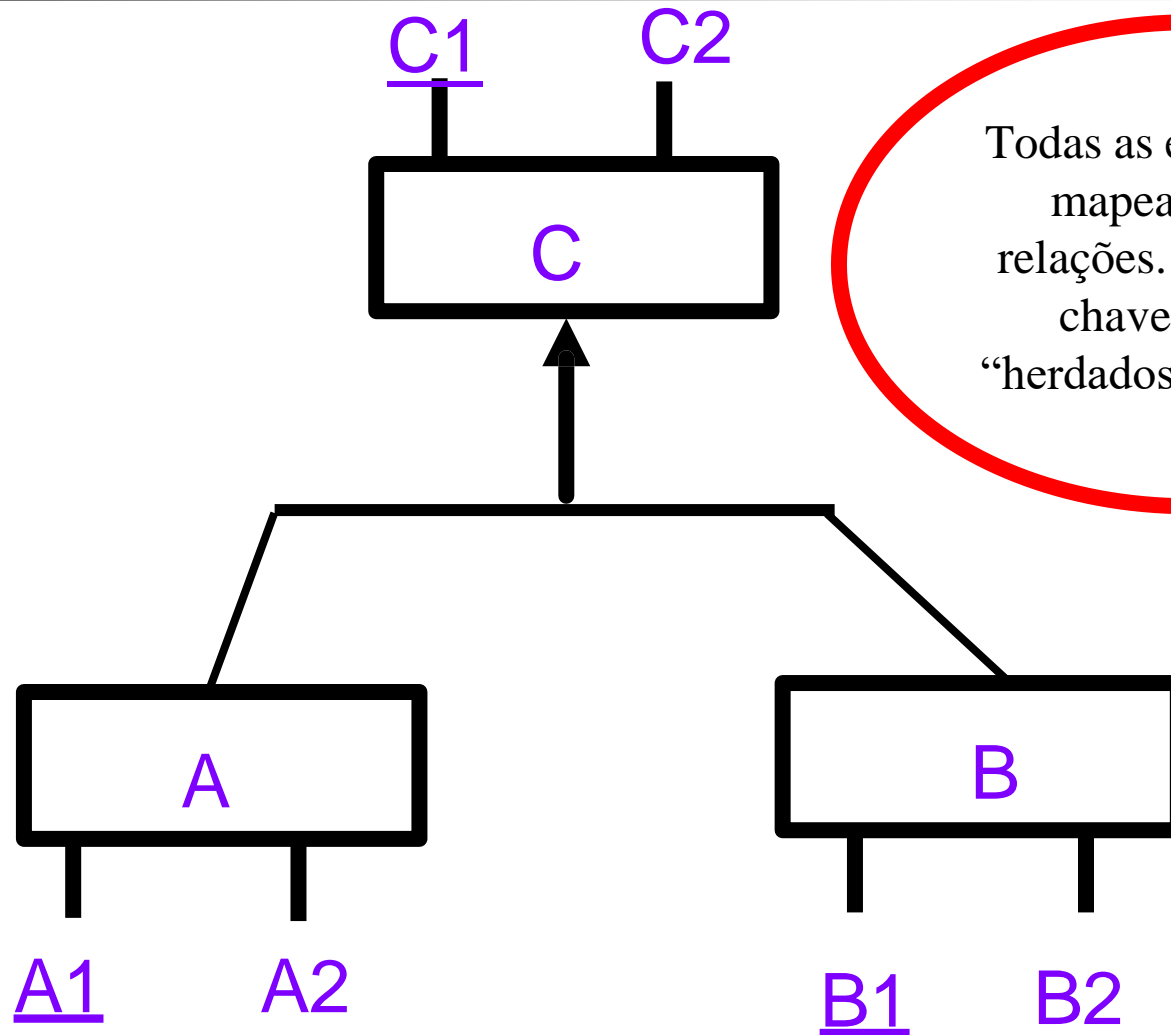 C1
C2
Todas as
mapea
relações.
chave
“herdados
C
A
B
A1
A2
B1
B2